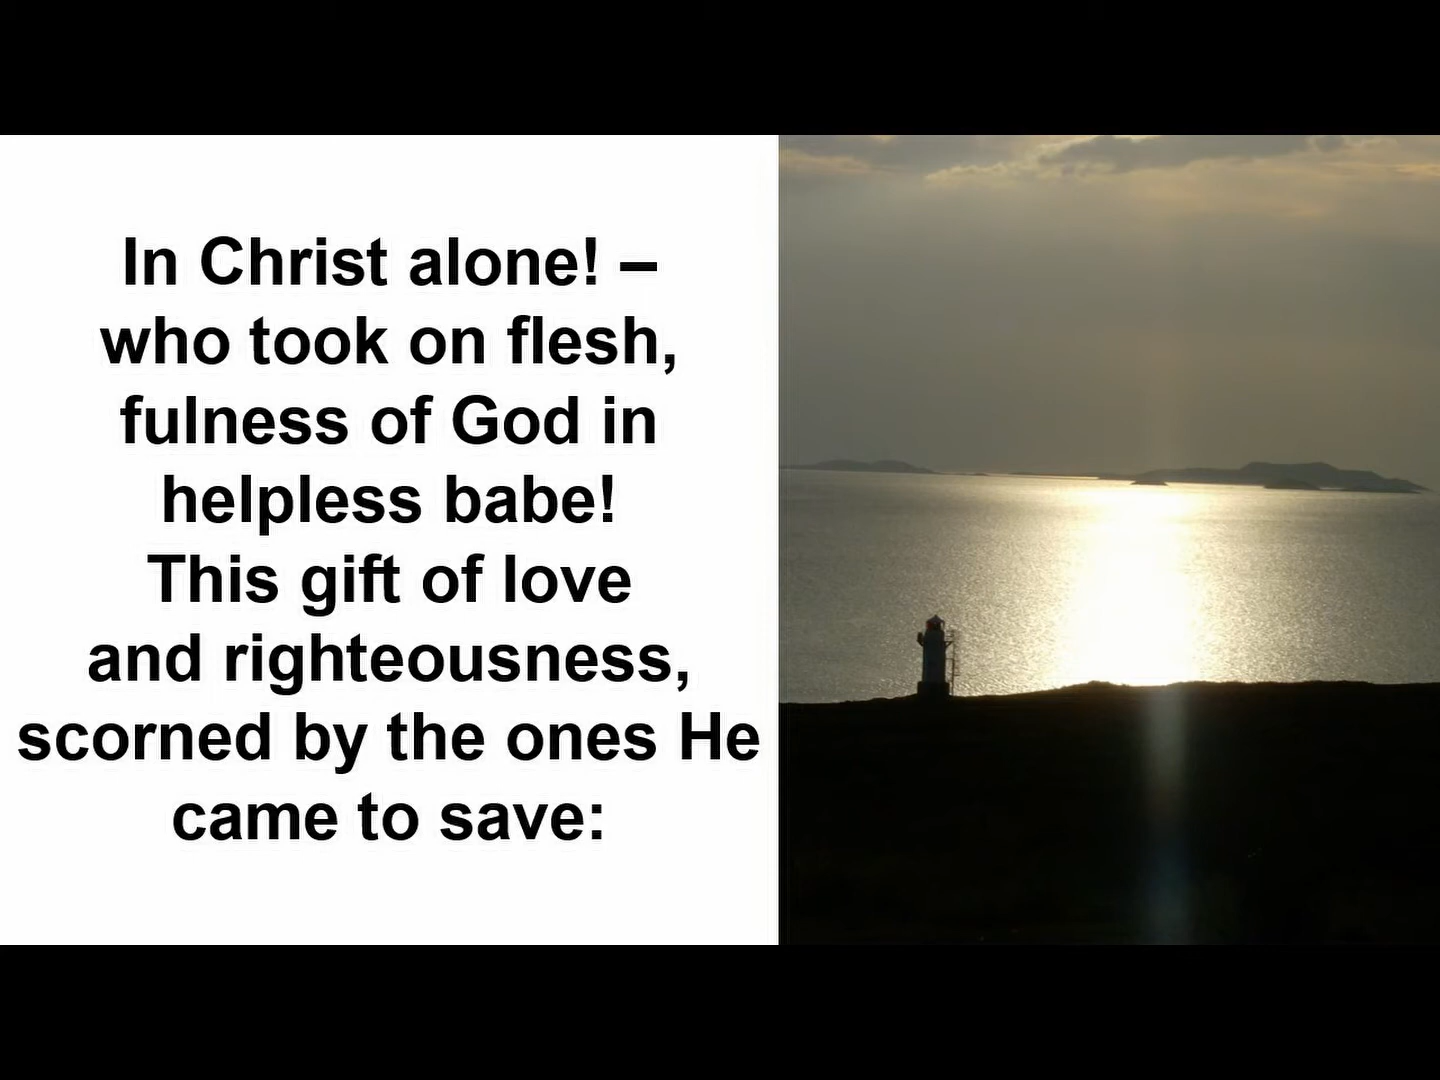 In Christ alone! –
who took on flesh,
fulness of God in
helpless babe!
This gift of love
and righteousness,
scorned by the ones He
came to save: